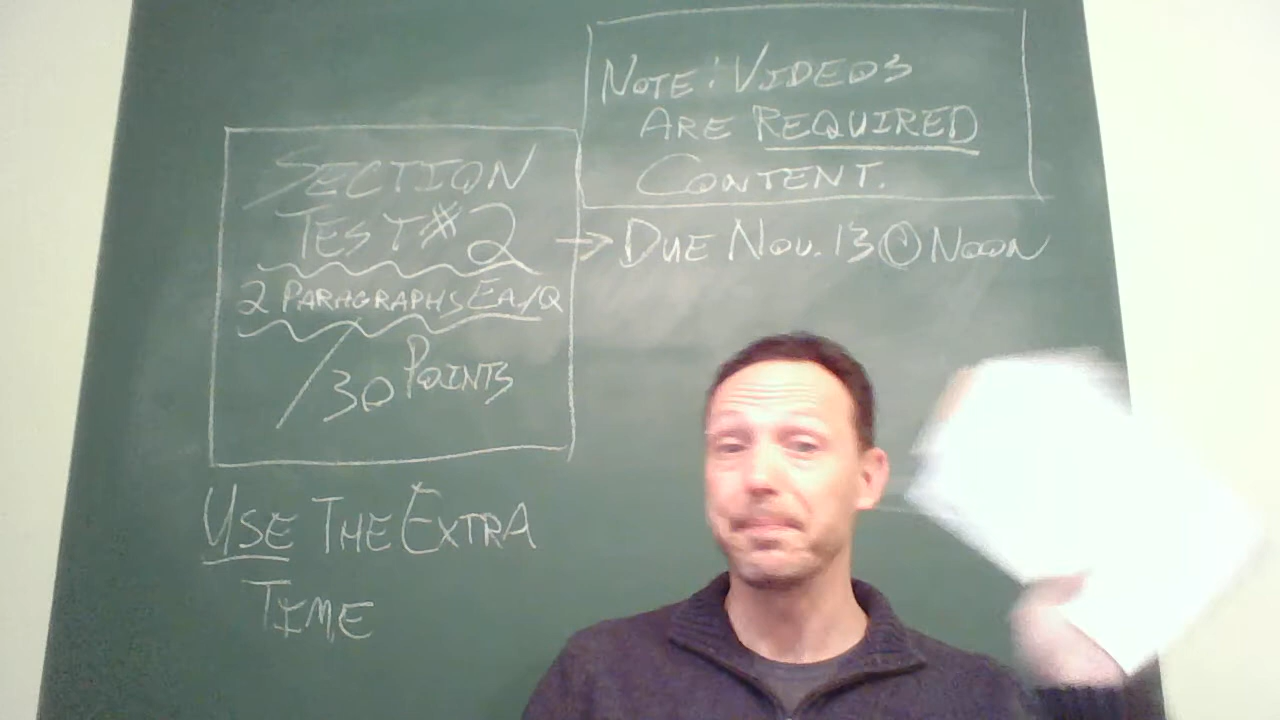 NOTE: VIDEOS
ARE REQUIRED
CONTENT.
SECTION
TEST #2
→ DUE NOV. 13 @ NOON
2 PARAGRAPHS EA/Q
/30 POINTS
USE THE EXTRA
TIME